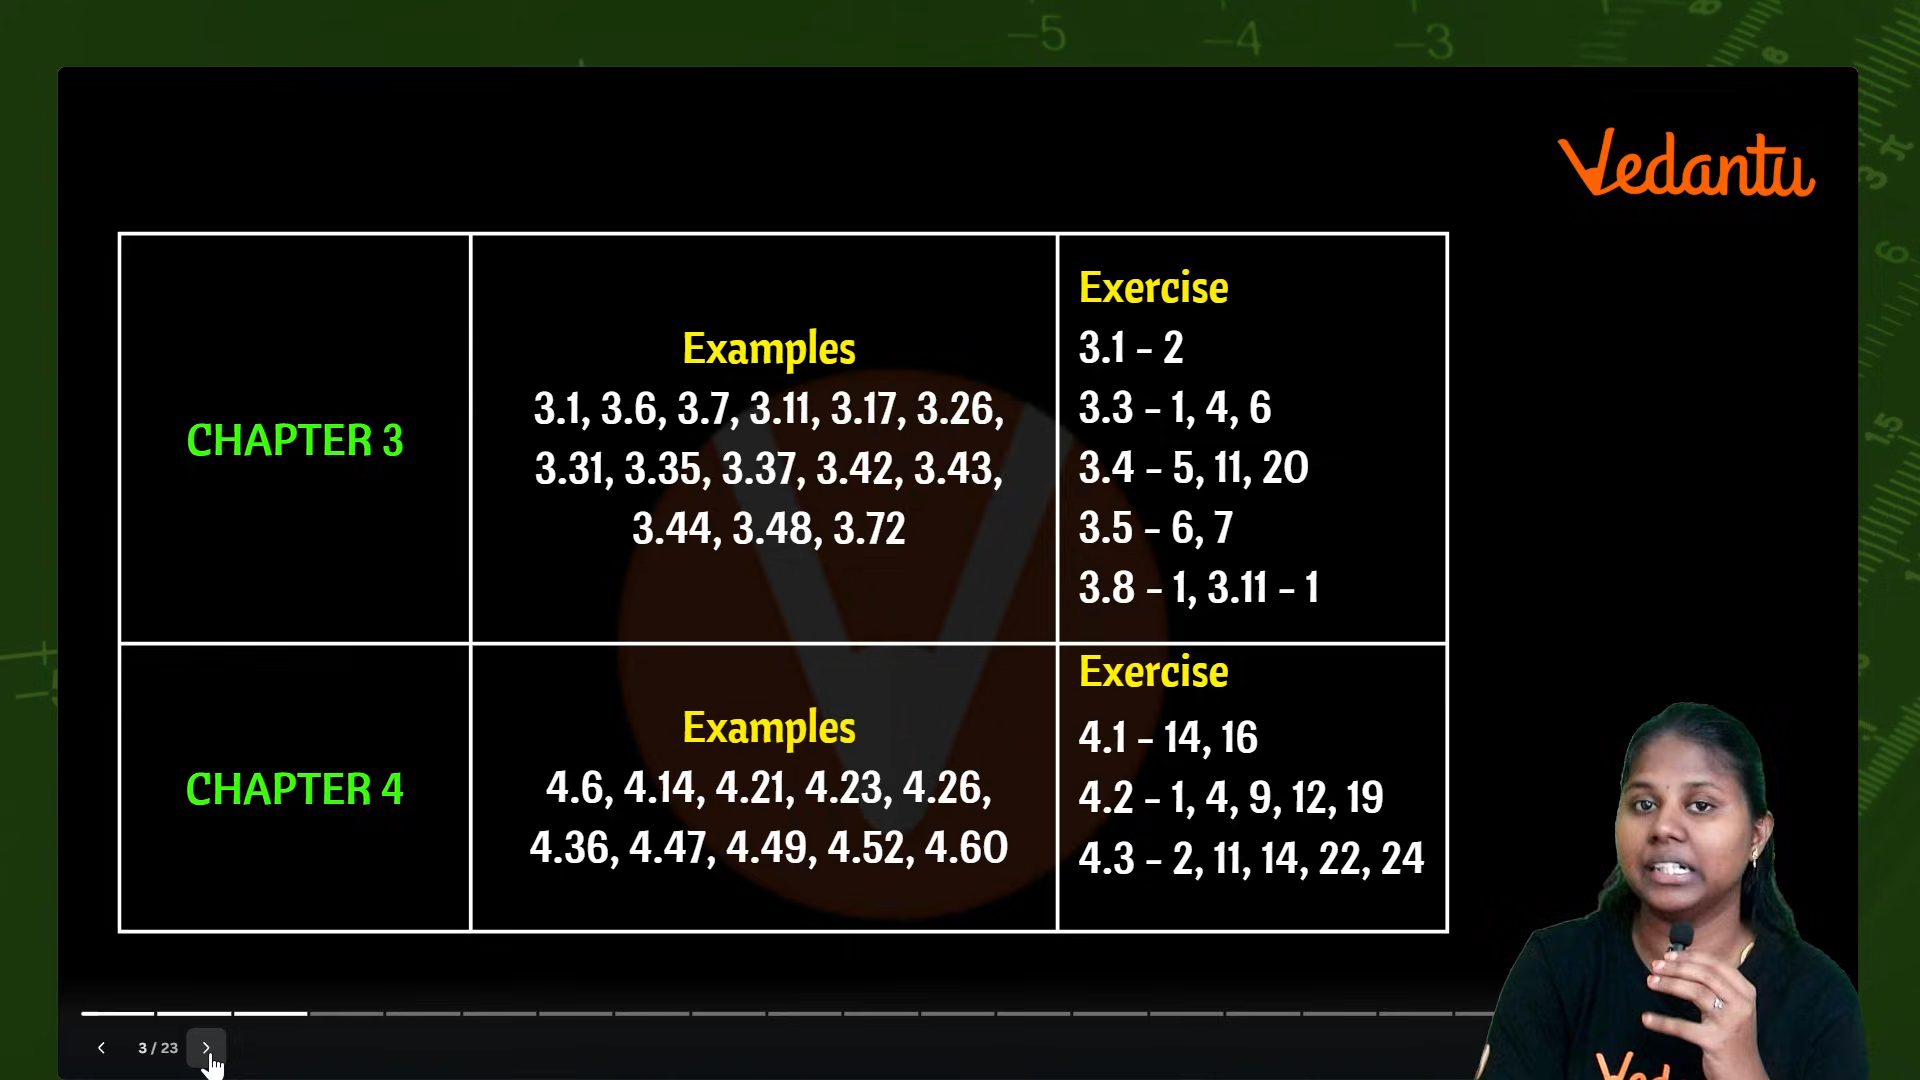 −5 −4 −3
Vedantu
CHAPTER 3
Examples
3.1, 3.6, 3.7, 3.11, 3.17, 3.26,
3.31, 3.35, 3.37, 3.42, 3.43,
3.44, 3.48, 3.72
Exercise
3.1 – 2
3.3 – 1, 4, 6
3.4 – 5, 11, 20
3.5 – 6, 7
3.8 – 1, 3.11 – 1
CHAPTER 4
Examples
4.6, 4.14, 4.21, 4.23, 4.26,
4.36, 4.47, 4.49, 4.52, 4.60
Exercise
4.1 – 14, 16
4.2 – 1, 4, 9, 12, 19
4.3 – 2, 11, 14, 22, 24
3 / 23